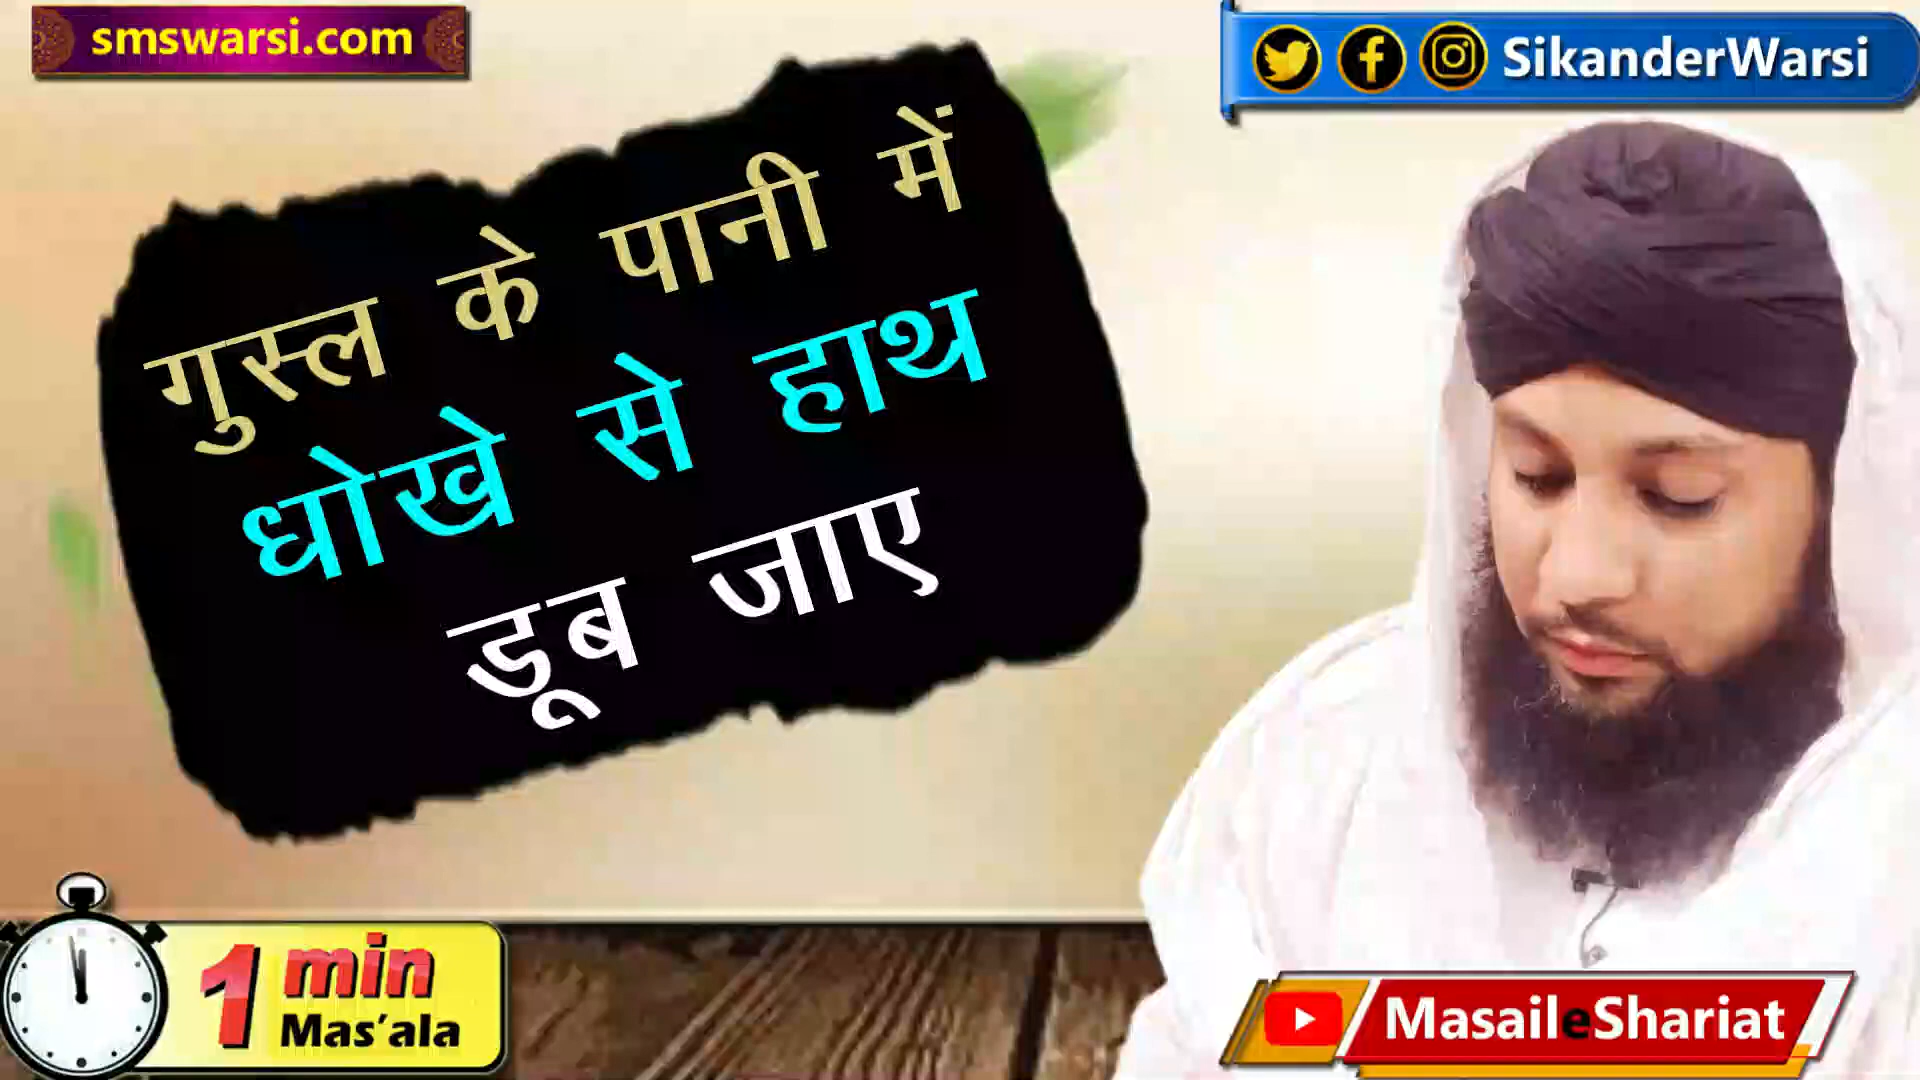 smswarsi.com
SikanderWarsi
गुस्ल के पानी में
धोखे से हाथ
डूब जाए
1 min
Mas'ala
MasaileShariat